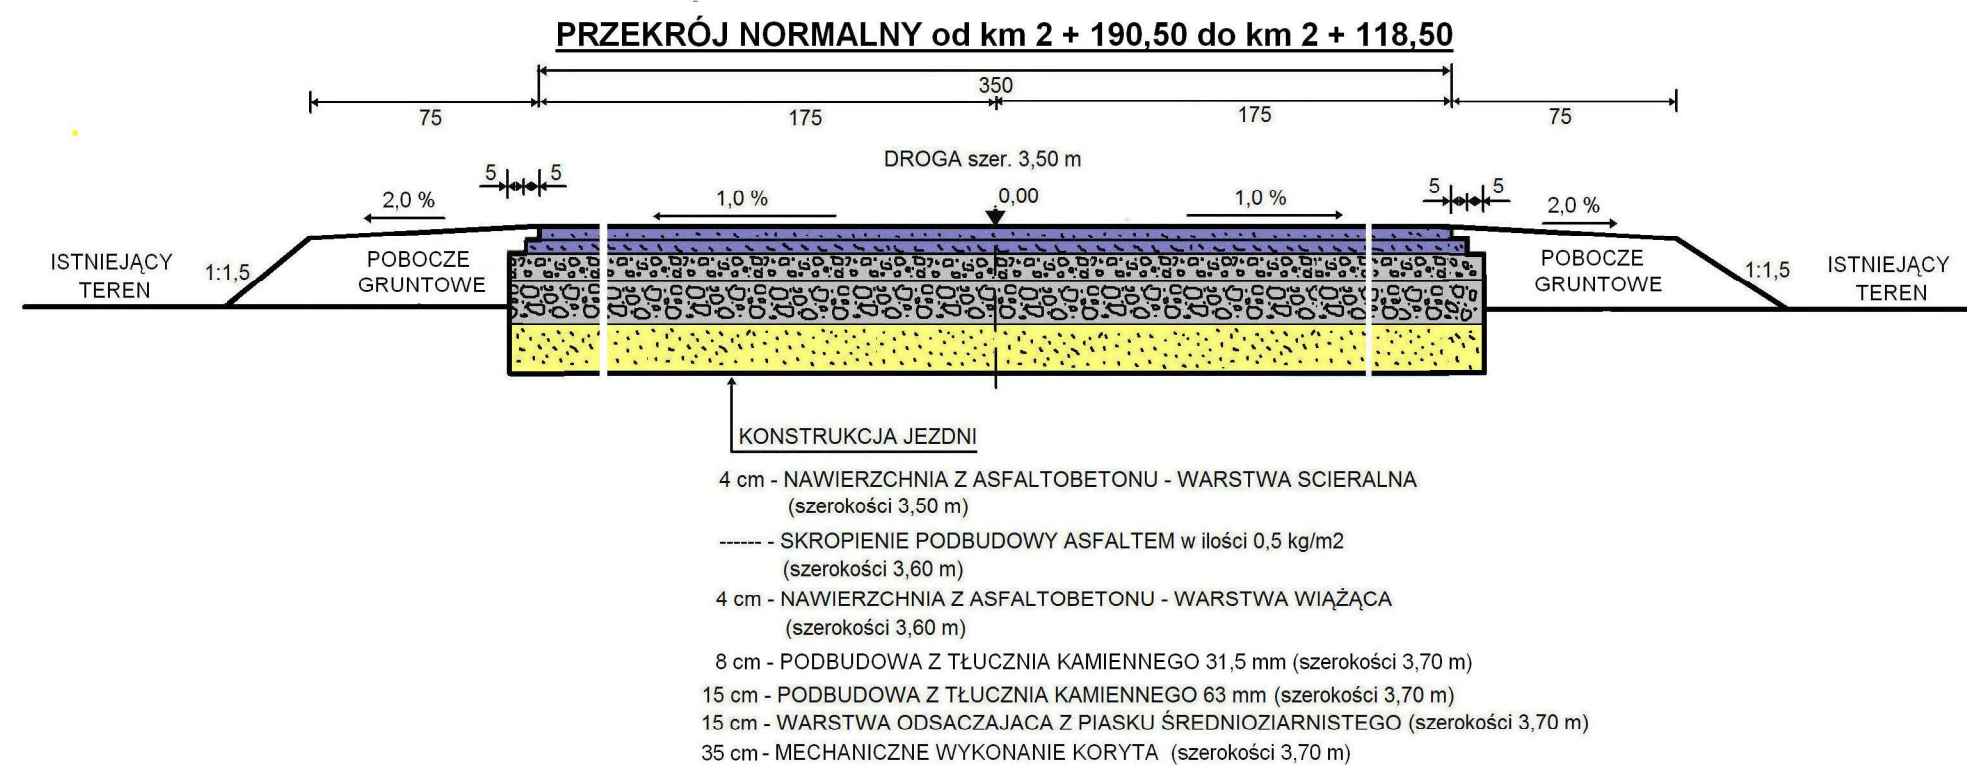 PRZEKRÓJ NORMALNY od km 2 + 190,50 do km 2 + 118,50
350
75 175 175 75
DROGA szer. 3,50 m
5 5 5 5
2,0 % 1,0 % 0,00 1,0 % 2,0 %
ISTNIEJĄCY TEREN
1:1,5
POBOCZE GRUNTOWE
POBOCZE GRUNTOWE
1:1,5
ISTNIEJĄCY TEREN
KONSTRUKCJA JEZDNI
4 cm - NAWIERZCHNIA Z ASFALTOBETONU - WARSTWA SCIERALNA
(szerokości 3,50 m)
------ - SKROPIENIE PODBUDOWY ASFALTEM w ilości 0,5 kg/m2
(szerokości 3,60 m)
4 cm - NAWIERZCHNIA Z ASFALTOBETONU - WARSTWA WIĄŻĄCA
(szerokości 3,60 m)
8 cm - PODBUDOWA Z TŁUCZNIA KAMIENNEGO 31,5 mm (szerokości 3,70 m)
15 cm - PODBUDOWA Z TŁUCZNIA KAMIENNEGO 63 mm (szerokości 3,70 m)
15 cm - WARSTWA ODSACZAJACA Z PIASKU ŚREDNIOZIARNISTEGO (szerokości 3,70 m)
35 cm - MECHANICZNE WYKONANIE KORYTA (szerokości 3,70 m)